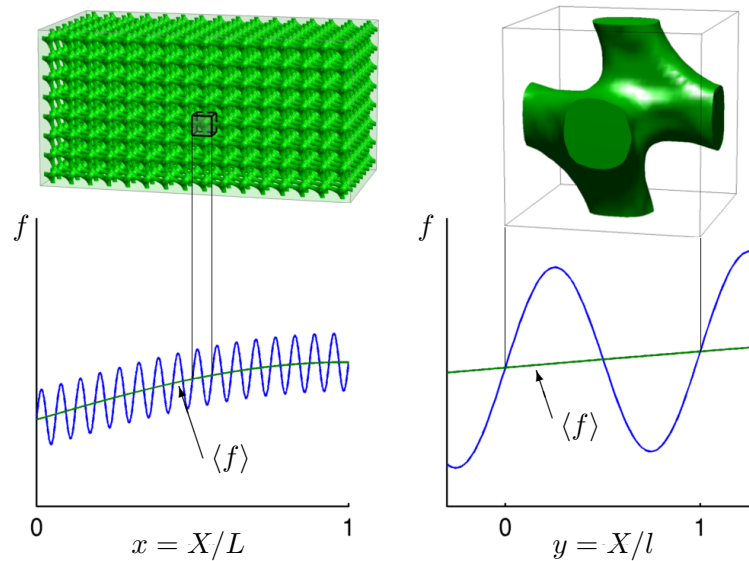 f
⟨f⟩
0 1
x = X/L
f
⟨f⟩
0 1
y = X/l